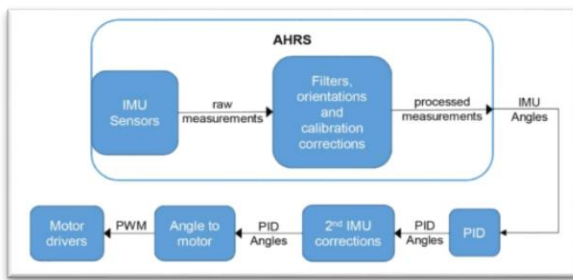 AHRS
IMU
Sensors
raw
measurements
Filters,
orientations
and
calibration
corrections
processed
measurements
IMU
Angles
PID
PID
Angles
2nd IMU
corrections
PID
Angles
Angle to
motor
PWM
Motor
drivers